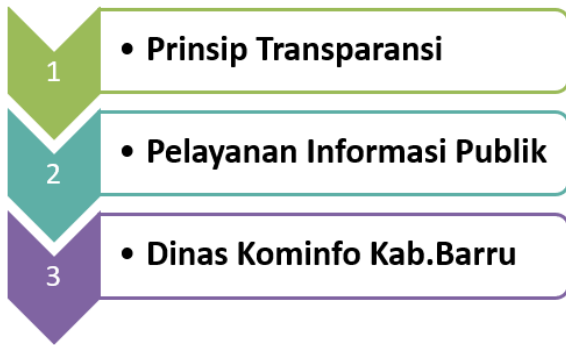 1
• Prinsip Transparansi
2
• Pelayanan Informasi Publik
3
• Dinas Kominfo Kab.Barru